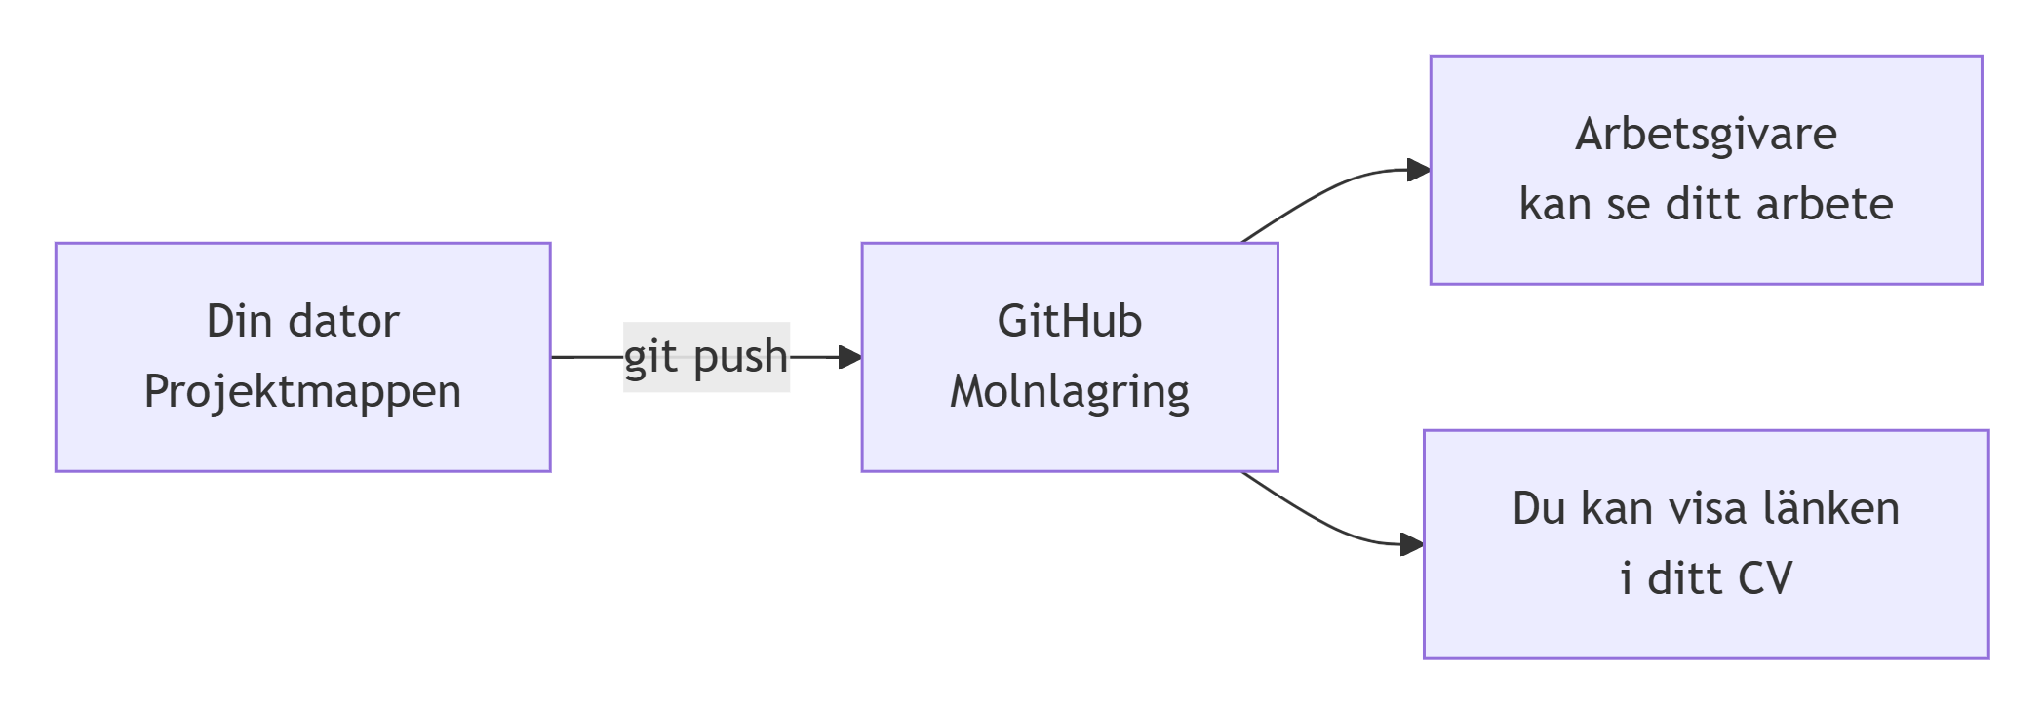 Din dator
Projektmappen
git push
GitHub
Molnlagring
Arbetsgivare
kan se ditt arbete
Du kan visa länken
i ditt CV